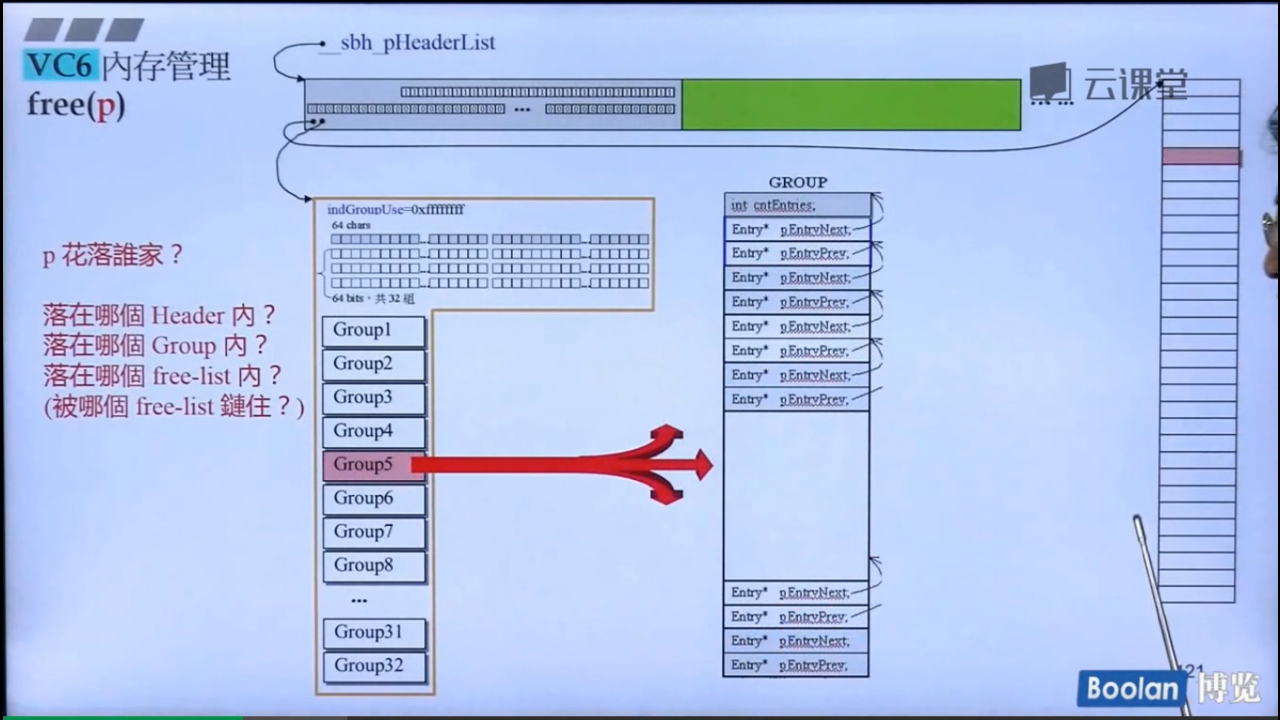 VC6 內存管理
free(p)
__sbh_pHeaderList
云课堂
p 花落誰家？
落在哪個 Header 內？
落在哪個 Group 內？
落在哪個 free-list 內？
(被哪個 free-list 鏈住？)
indGroupUse=0xffffffff
64 chars
64 bits，共 32 組
Group1
Group2
Group3
Group4
Group5
Group6
Group7
Group8
...
Group31
Group32
GROUP
int cntEntries;
Entry* pEntryNext;
Entry* pEntryPrev;
Entry* pEntryNext;
Entry* pEntryPrev;
Entry* pEntryNext;
Entry* pEntryPrev;
Entry* pEntryNext;
Entry* pEntryPrev;
Entry* pEntryNext;
Entry* pEntryPrev;
Entry* pEntryNext;
Entry* pEntryPrev;
Boolan 博览